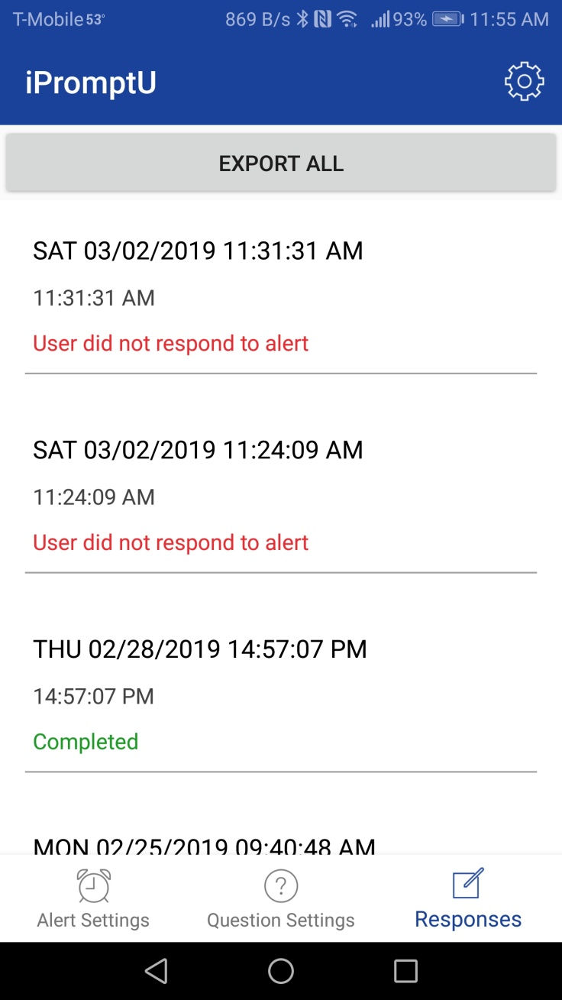 T-Mobile 53° 869 B/s 93% 11:55 AM
iPromptU
EXPORT ALL
SAT 03/02/2019 11:31:31 AM
11:31:31 AM
User did not respond to alert
SAT 03/02/2019 11:24:09 AM
11:24:09 AM
User did not respond to alert
THU 02/28/2019 14:57:07 PM
14:57:07 PM
Completed
MON 02/25/2019 09:40:48 AM
Alert Settings Question Settings Responses